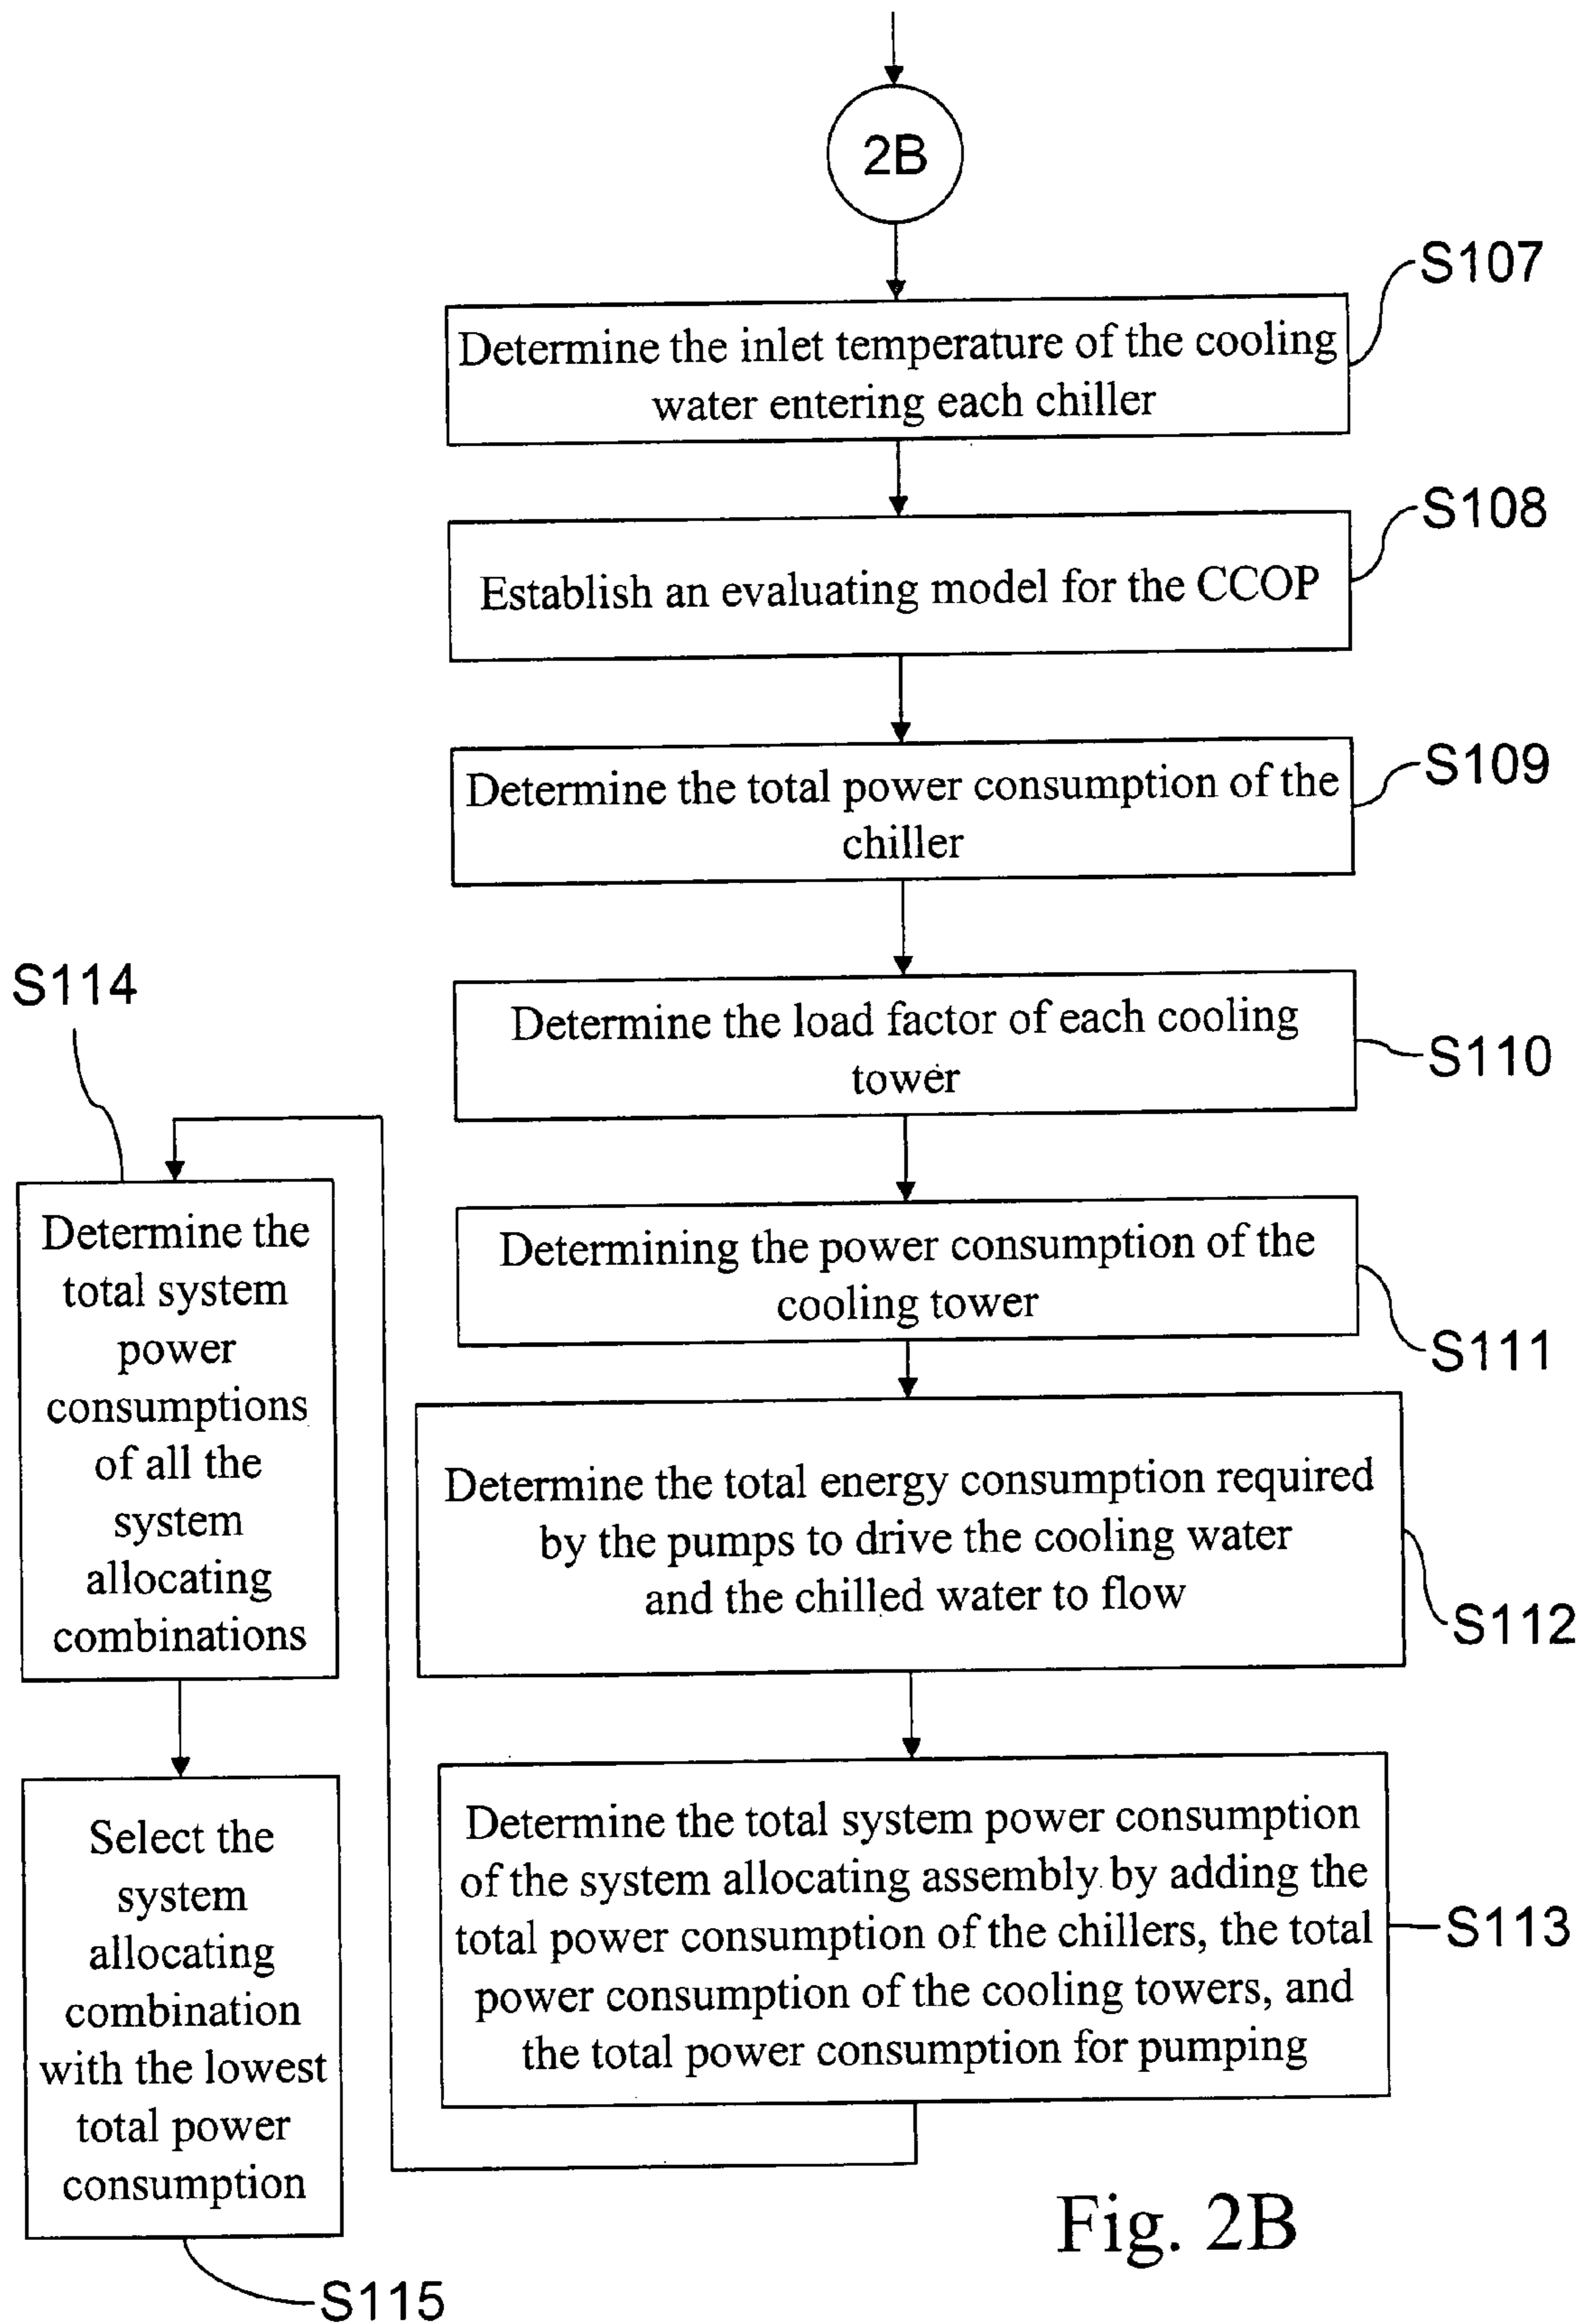 2B
S107
Determine the inlet temperature of the cooling
water entering each chiller
S108
Establish an evaluating model for the CCOP
S109
Determine the total power consumption of the
chiller
S110
Determine the load factor of each cooling
tower
S111
Determining the power consumption of the
cooling tower
S112
Determine the total energy consumption required
by the pumps to drive the cooling water
and the chilled water to flow
S113
Determine the total system power consumption
of the system allocating assembly by adding the
total power consumption of the chillers, the total
power consumption of the cooling towers, and
the total power consumption for pumping
S114
Determine the
total system
power
consumptions
of all the
system
allocating
combinations
Select the
system
allocating
combination
with the lowest
total power
consumption
S115
Fig. 2B